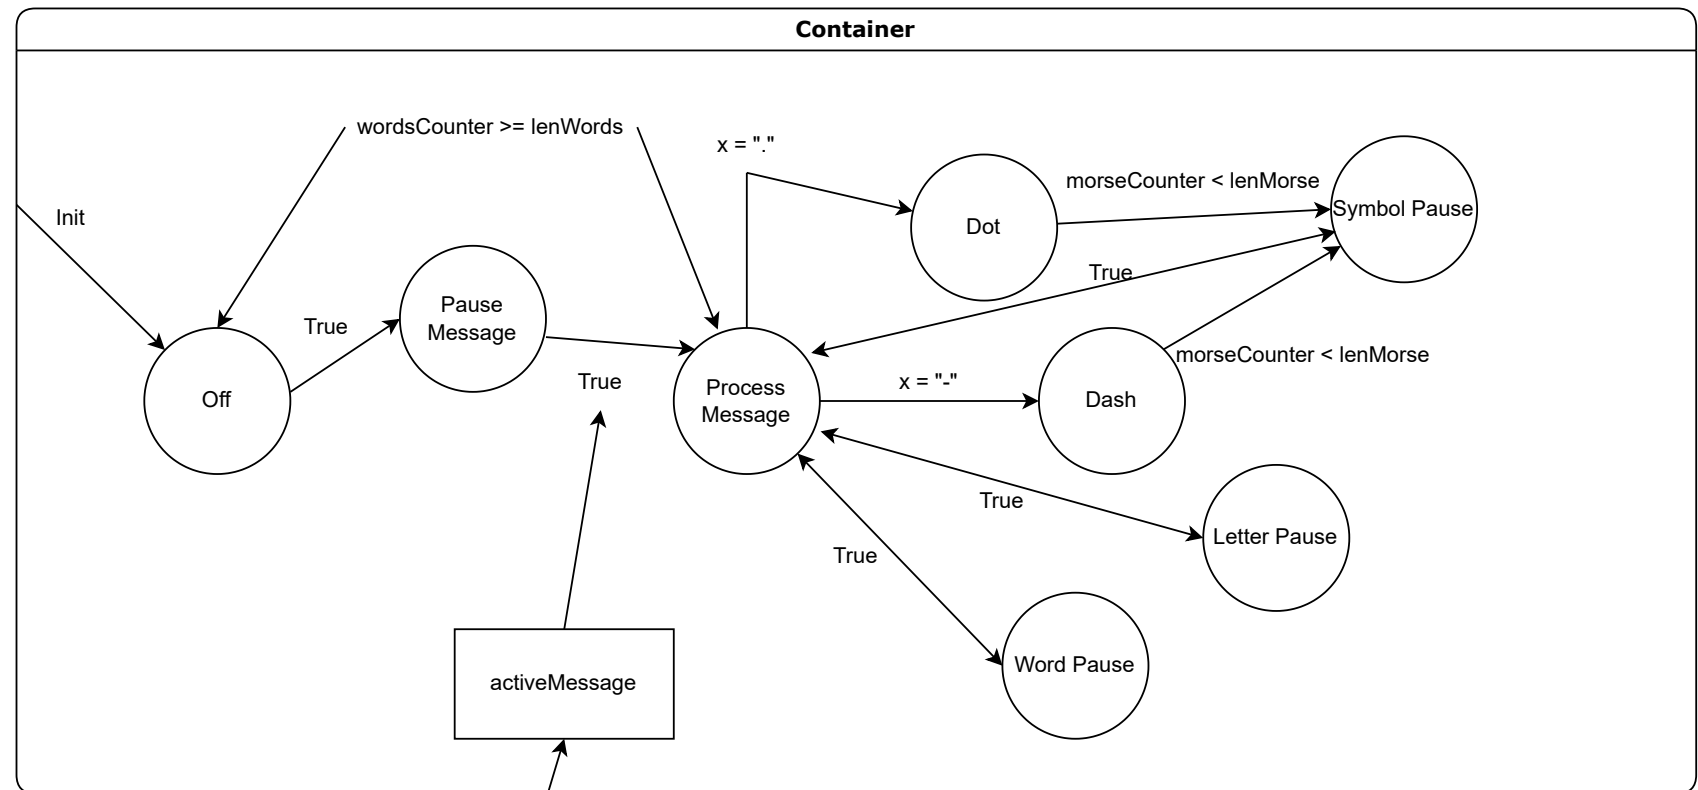 Container
wordsCounter >= lenWords
x = "."
morseCounter < lenMorse
Symbol Pause
Init
Dot
True
Pause
Message
True
morseCounter < lenMorse
True
x = "-"
Process
Message
Off
Dash
True
Letter Pause
True
Word Pause
activeMessage